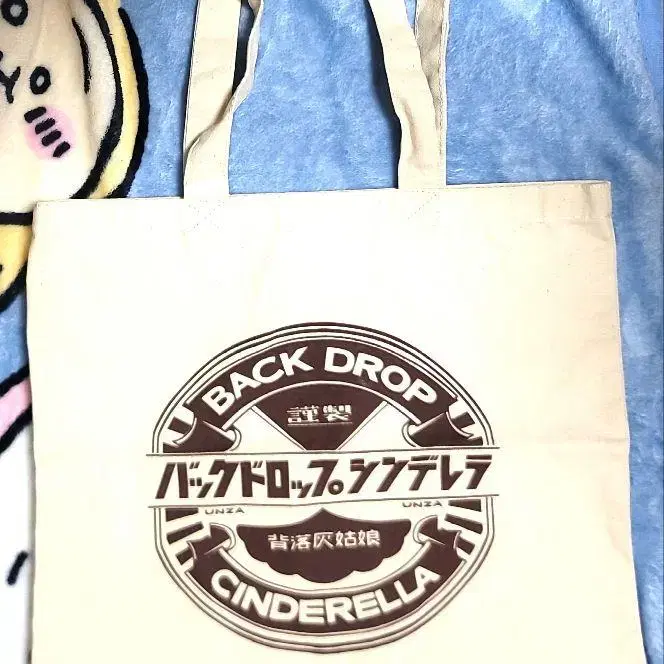 YO
BACK DROP
謹製
バックドロップシンデレラ
UNZA UNZA
背落灰姑娘
CINDERELLA